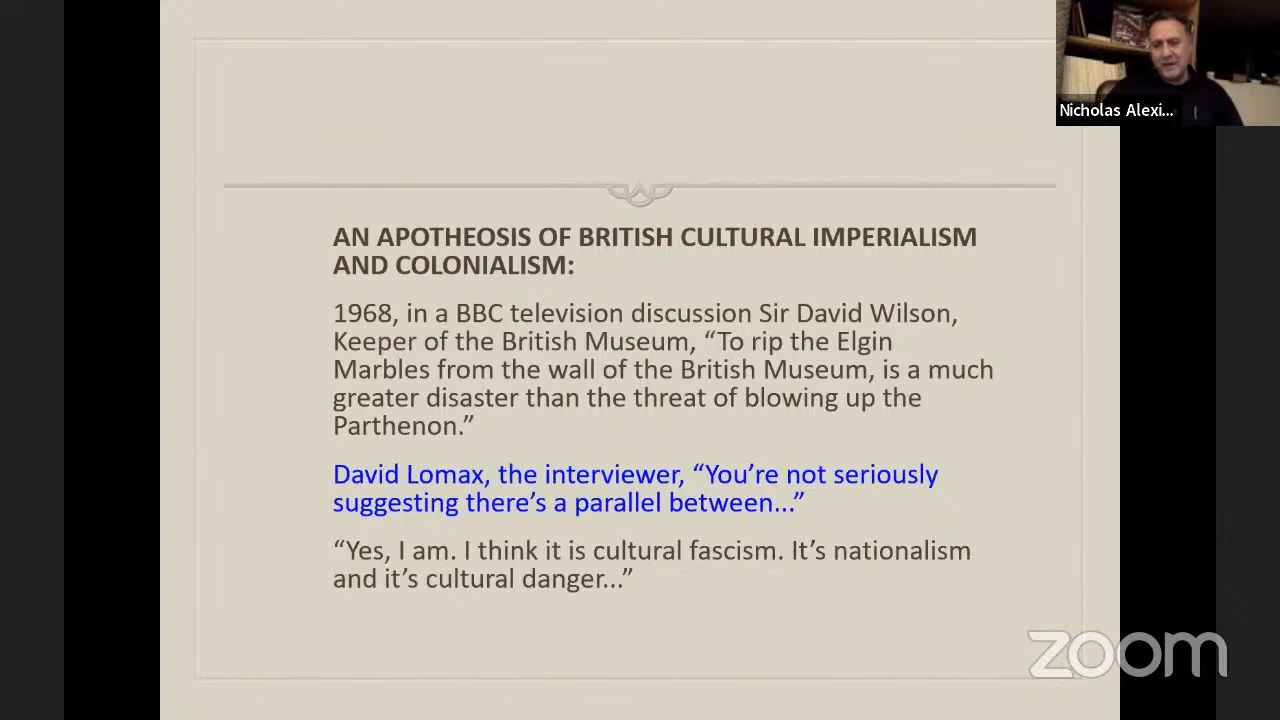 Nicholas Alexi...
AN APOTHEOSIS OF BRITISH CULTURAL IMPERIALISM
AND COLONIALISM:
1968, in a BBC television discussion Sir David Wilson,
Keeper of the British Museum, “To rip the Elgin
Marbles from the wall of the British Museum, is a much
greater disaster than the threat of blowing up the
Parthenon.”
David Lomax, the interviewer, “You’re not seriously
suggesting there’s a parallel between...”
“Yes, I am. I think it is cultural fascism. It’s nationalism
and it’s cultural danger...”
zoom